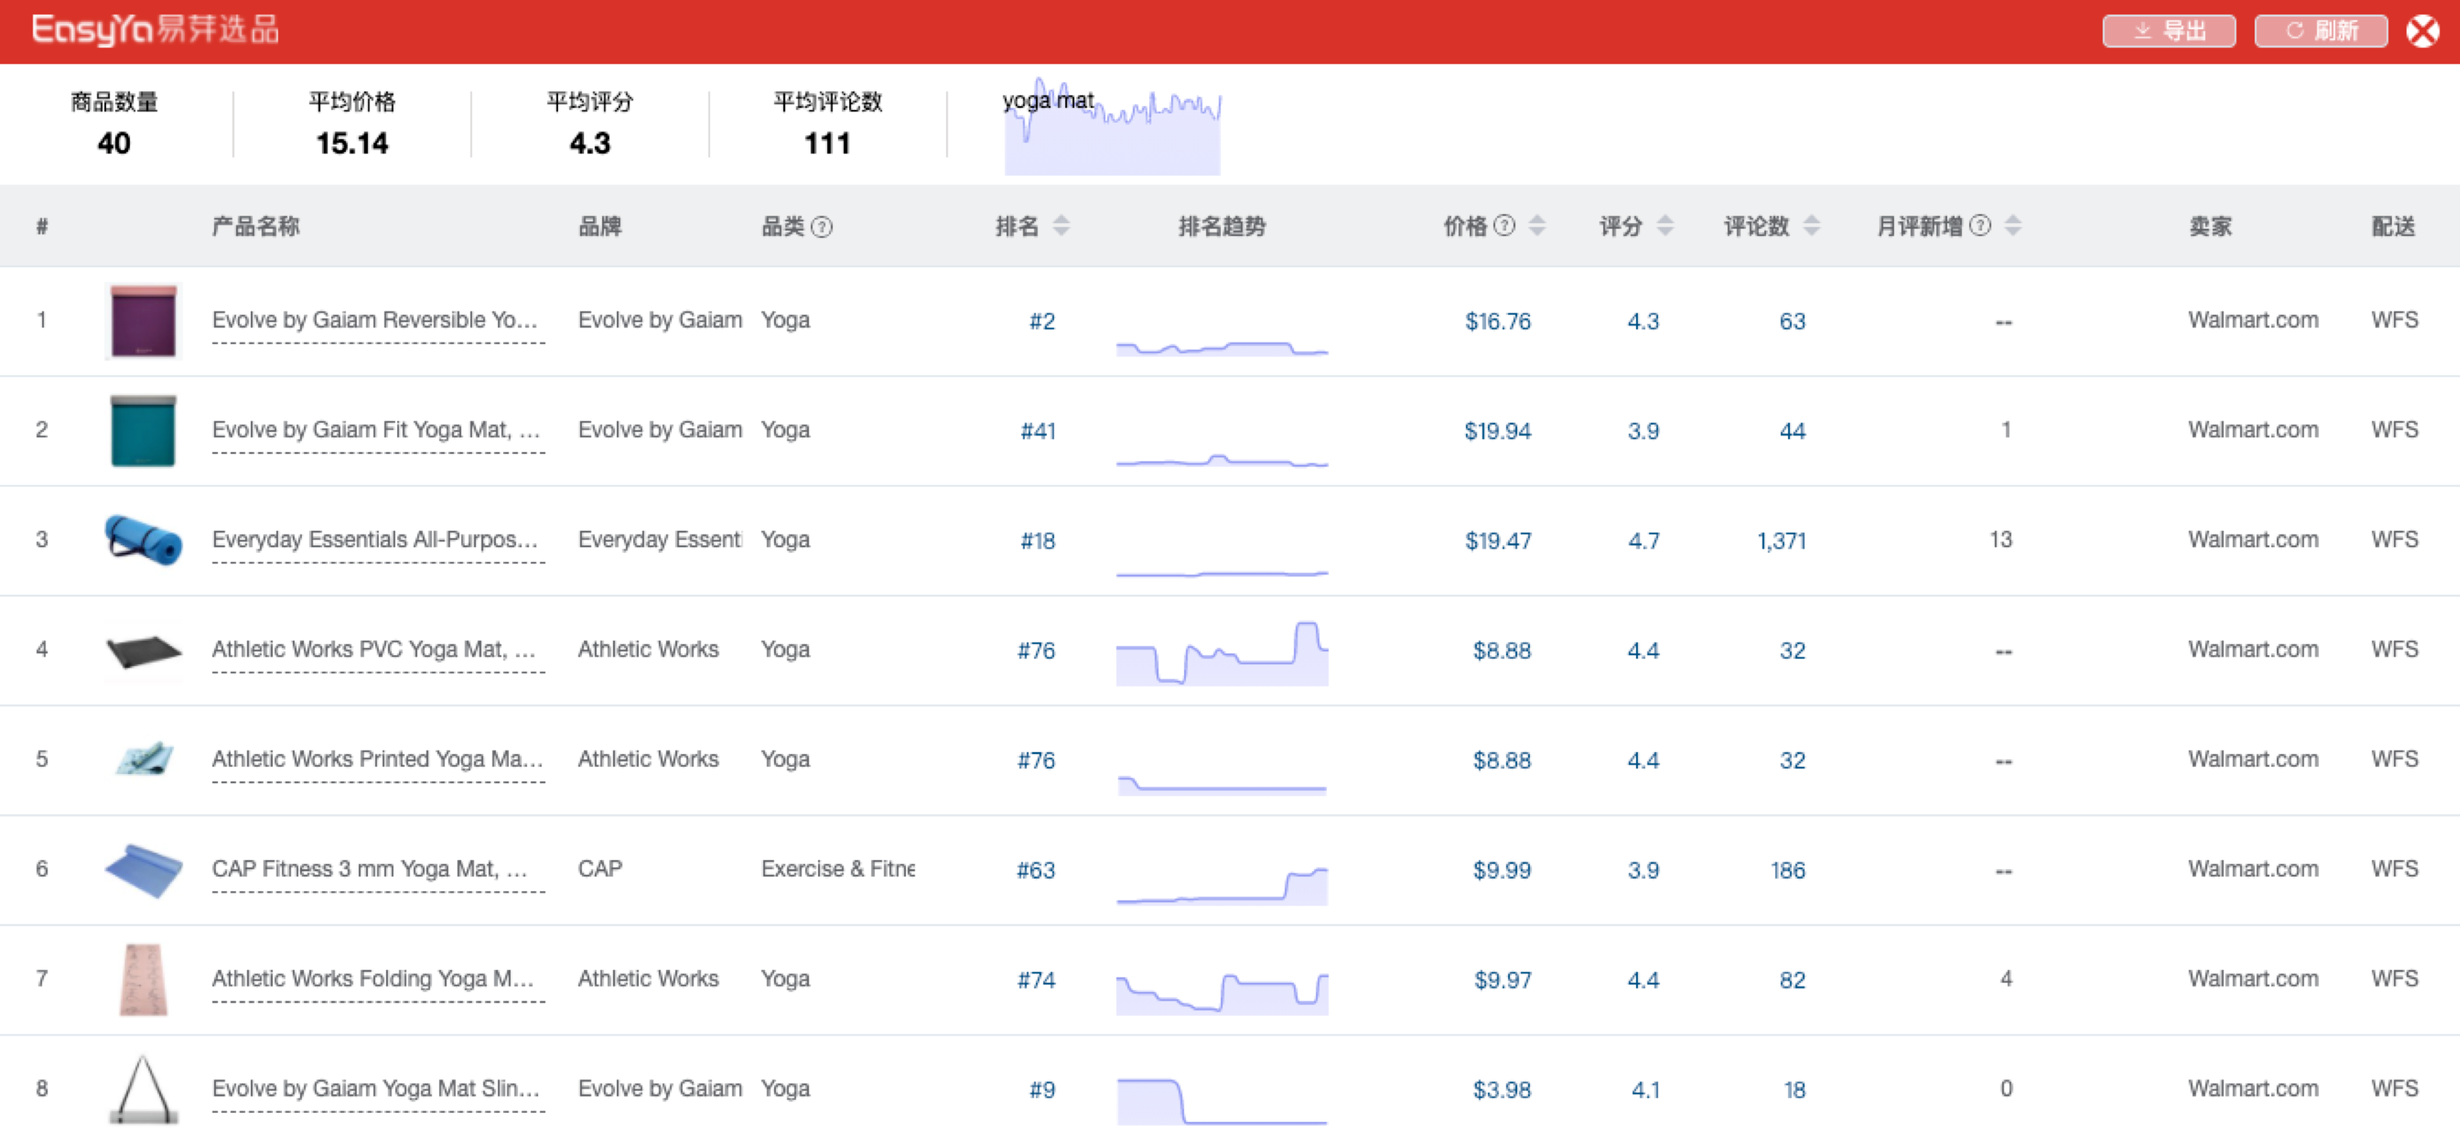 EasyYa易芽选品
导出
刷新
商品数量
40
平均价格
15.14
平均评分
4.3
平均评论数
111
yoga mat
# 产品名称 品牌 品类 ? 排名 排名趋势 价格 ? 评分 评论数 月评新增 ? 卖家 配送
1 Evolve by Gaiam Reversible Yo... Evolve by Gaiam Yoga #2 $16.76 4.3 63 -- Walmart.com WFS
2 Evolve by Gaiam Fit Yoga Mat, ... Evolve by Gaiam Yoga #41 $19.94 3.9 44 1 Walmart.com WFS
3 Everyday Essentials All-Purpos... Everyday Essenti Yoga #18 $19.47 4.7 1,371 13 Walmart.com WFS
4 Athletic Works PVC Yoga Mat, ... Athletic Works Yoga #76 $8.88 4.4 32 -- Walmart.com WFS
5 Athletic Works Printed Yoga Ma... Athletic Works Yoga #76 $8.88 4.4 32 -- Walmart.com WFS
6 CAP Fitness 3 mm Yoga Mat, ... CAP Exercise & Fitne #63 $9.99 3.9 186 -- Walmart.com WFS
7 Athletic Works Folding Yoga M... Athletic Works Yoga #74 $9.97 4.4 82 4 Walmart.com WFS
8 Evolve by Gaiam Yoga Mat Slin... Evolve by Gaiam Yoga #9 $3.98 4.1 18 0 Walmart.com WFS